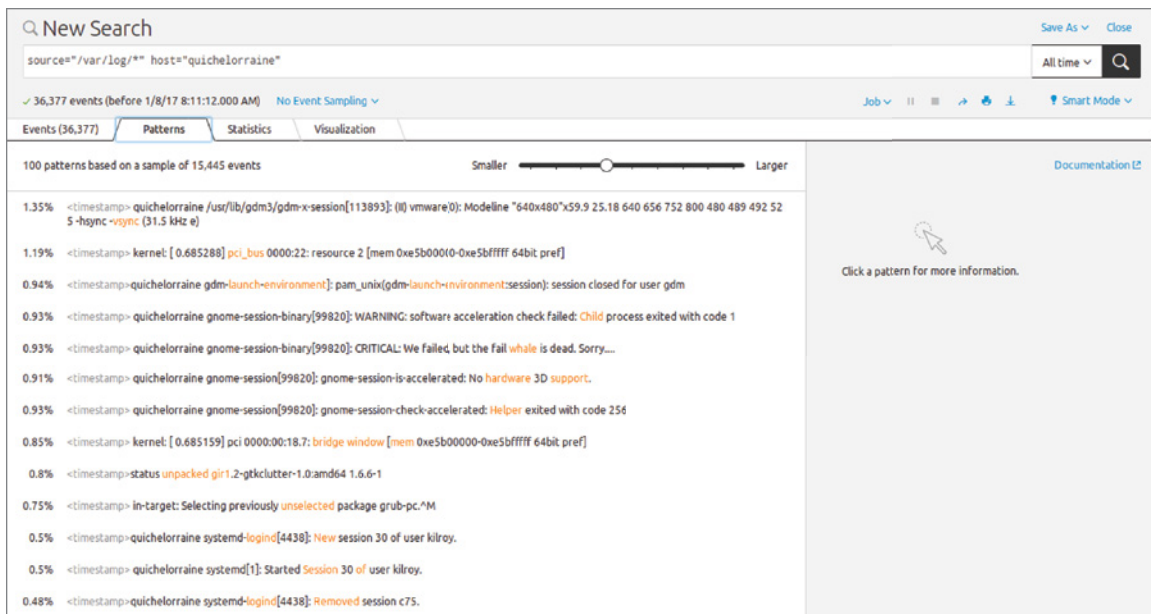 New Search
Save As Close
source="/var/log/*" host="quichelorraine"
All time
36,377 events (before 1/8/17 8:11:12.000 AM) No Event Sampling
Job Smart Mode
Events (36,377) Patterns Statistics Visualization
100 patterns based on a sample of 15,445 events
Smaller Larger
Documentation
1.35% <timestamp> quichelorraine /usr/lib/gdm3/gdm-x-session[113893]: (II) vmware(0): Modeline "640x480"x59.9 25.18 640 656 752 800 480 489 492 52
5 -hsync -vsync (31.5 kHz e)
1.19% <timestamp> kernel: [ 0.685288] pci_bus 0000:22: resource 2 [mem 0xe5b000(0-0xe5bfffff 64bit pref]
Click a pattern for more information.
0.94% <timestamp>quichelorraine gdm-launch-environment]: pam_unix(gdm-launch-environment:session): session closed for user gdm
0.93% <timestamp> quichelorraine gnome-session-binary[99820]: WARNING: software acceleration check failed: Child process exited with code 1
0.93% <timestamp> quichelorraine gnome-session-binary[99820]: CRITICAL: We failed, but the fail whale is dead. Sorry....
0.91% <timestamp> quichelorraine gnome-session[99820]: gnome-session-is-accelerated: No hardware 3D support.
0.93% <timestamp> quichelorraine gnome-session[99820]: gnome-session-check-accelerated: Helper exited with code 256
0.85% <timestamp> kernel: [ 0.685159] pci 0000:00:18.7: bridge window [mem 0xe5b00000-0xe5bfffff 64bit pref]
0.8% <timestamp>status unpacked gir1.2-gtkclutter-1.0:amd64 1.6.6-1
0.75% <timestamp> in-target: Selecting previously unselected package grub-pc.^M
0.5% <timestamp>quichelorraine systemd-logind[4438]: New session 30 of user kilroy.
0.5% <timestamp> quichelorraine systemd[1]: Started Session 30 of user kilroy.
0.48% <timestamp>quichelorraine systemd-logind[4438]: Removed session c75.